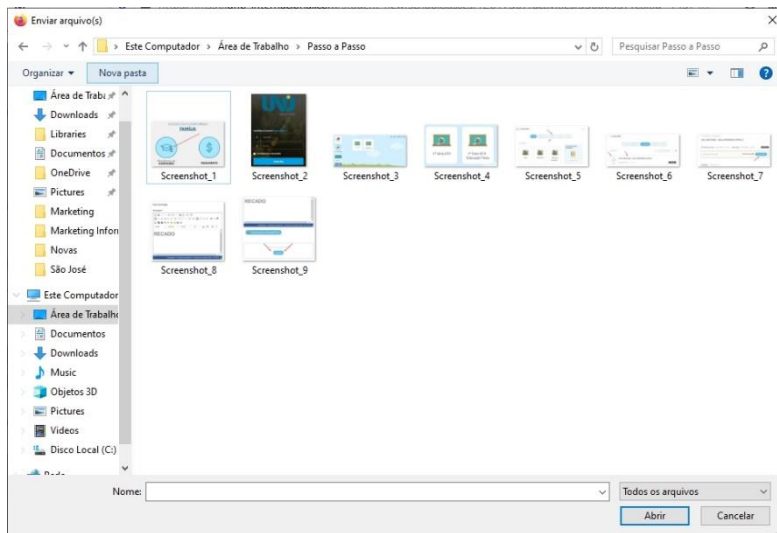 Enviar arquivo(s)
Este Computador > Área de Trabalho > Passo a Passo
Pesquisar Passo a Passo
Organizar
Nova pasta
Área de Traba
Downloads
Libraries
Documentos
OneDrive
Pictures
Marketing
Marketing Infor
Novas
São José
Este Computador
Área de Trabalho
Documentos
Downloads
Music
Objetos 3D
Pictures
Videos
Disco Local (C:)
Screenshot_1
Screenshot_2
Screenshot_3
Screenshot_4
Screenshot_5
Screenshot_6
Screenshot_7
RECADO
RECADO
Screenshot_8
Screenshot_9
Nome:
Todos os arquivos
Abrir
Cancelar